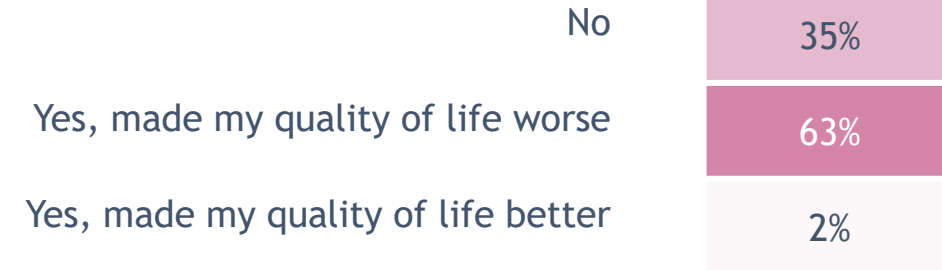 No 35%
Yes, made my quality of life worse 63%
Yes, made my quality of life better 2%